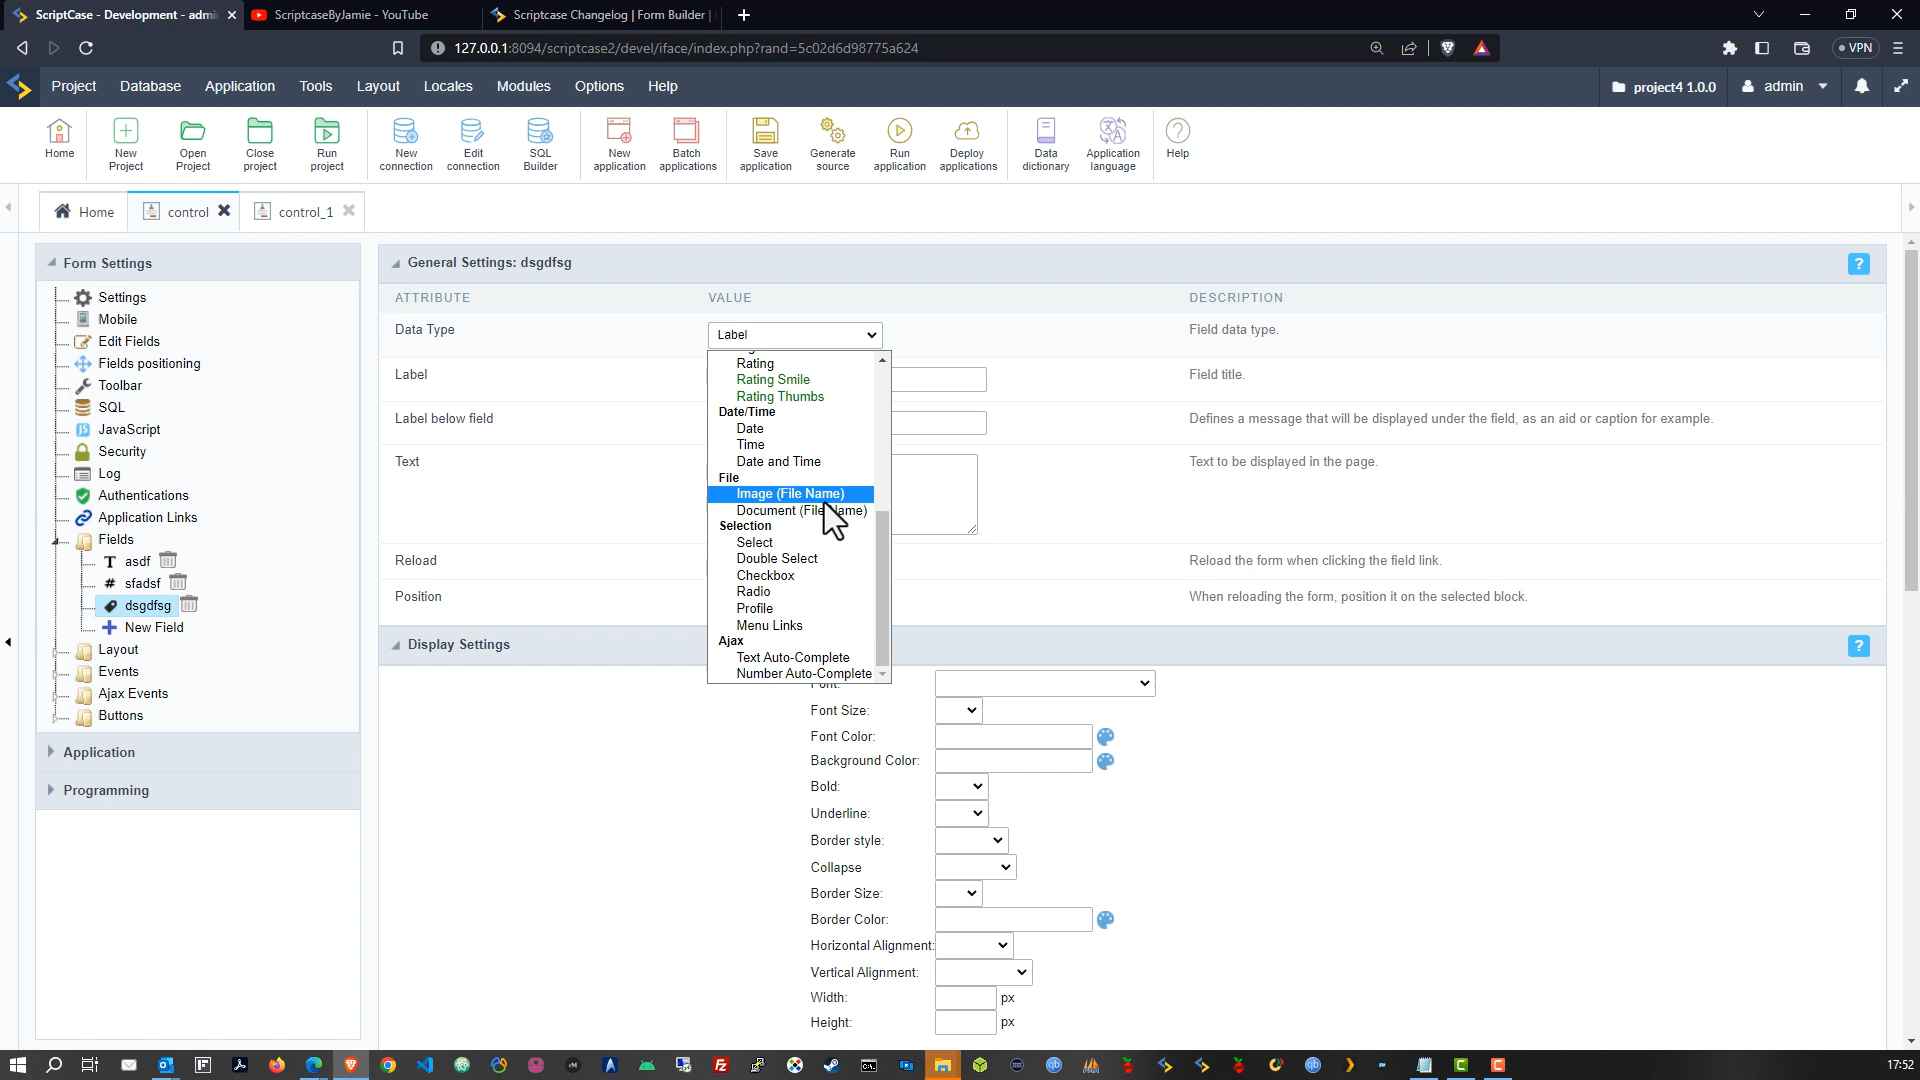 ScriptCase - Development - admi
ScriptcaseByJamie - YouTube
Scriptcase Changelog | Form Builder |
127.0.0.1:8094/scriptcase2/devel/iface/index.php?rand=5c02d6d98775a624
VPN
Project Database Application Tools Layout Locales Modules Options Help
project4 1.0.0
admin
Home
New Project
Open Project
Close project
Run project
New connection
Edit connection
SQL Builder
New application
Batch applications
Save application
Generate source
Run application
Deploy applications
Data dictionary
Application language
Help
Home
control
control_1
Form Settings
Settings
Mobile
Edit Fields
Fields positioning
Toolbar
SQL
JavaScript
Security
Log
Authentications
Application Links
Fields
asdf
sfadsf
dsgdfsg
New Field
Layout
Events
Ajax Events
Buttons
Application
Programming
General Settings: dsgdfsg
ATTRIBUTE VALUE DESCRIPTION
Data Type Label Field data type.
Label Field title.
Label below field Defines a message that will be displayed under the field, as an aid or caption for example.
Text Text to be displayed in the page.
Reload Reload the form when clicking the field link.
Position When reloading the form, position it on the selected block.
Rating
Rating Smile
Rating Thumbs
Date/Time
Date
Time
Date and Time
File
Image (File Name)
Document (File Name)
Selection
Select
Double Select
Checkbox
Radio
Profile
Menu Links
Ajax
Text Auto-Complete
Number Auto-Complete
Display Settings
Font:
Font Size:
Font Color:
Background Color:
Bold:
Underline:
Border style:
Collapse
Border Size:
Border Color:
Horizontal Alignment:
Vertical Alignment:
Width: px
Height: px
17:52